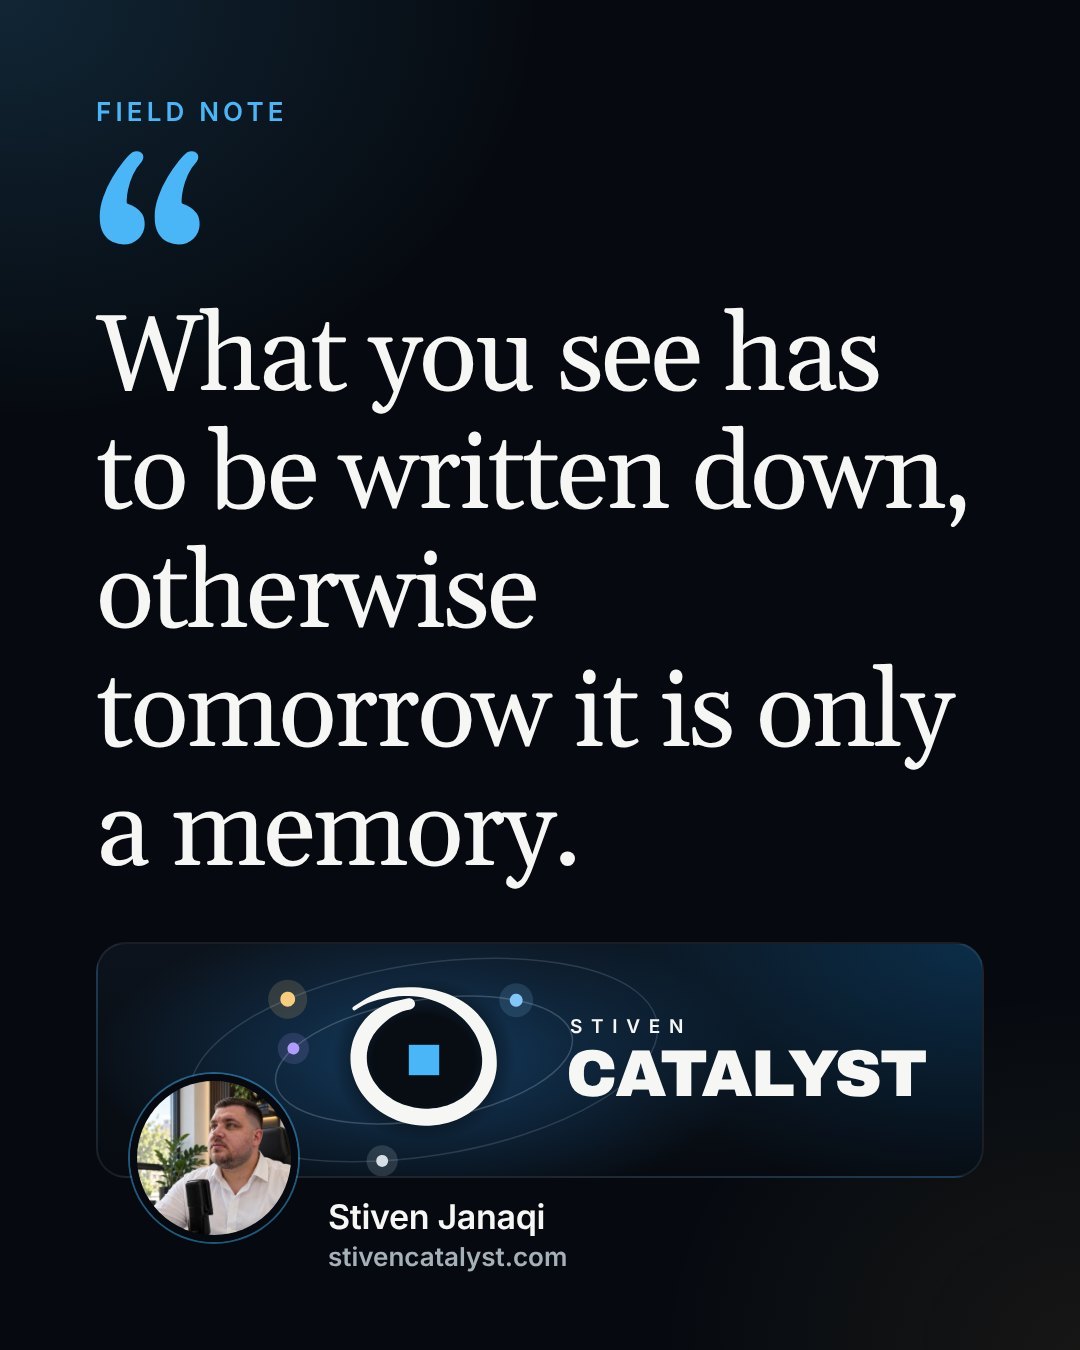 FIELD NOTE
“
What you see has
to be written down,
otherwise
tomorrow it is only
a memory.
STIVEN
CATALYST
Stiven Janaqi
stivencatalyst.com